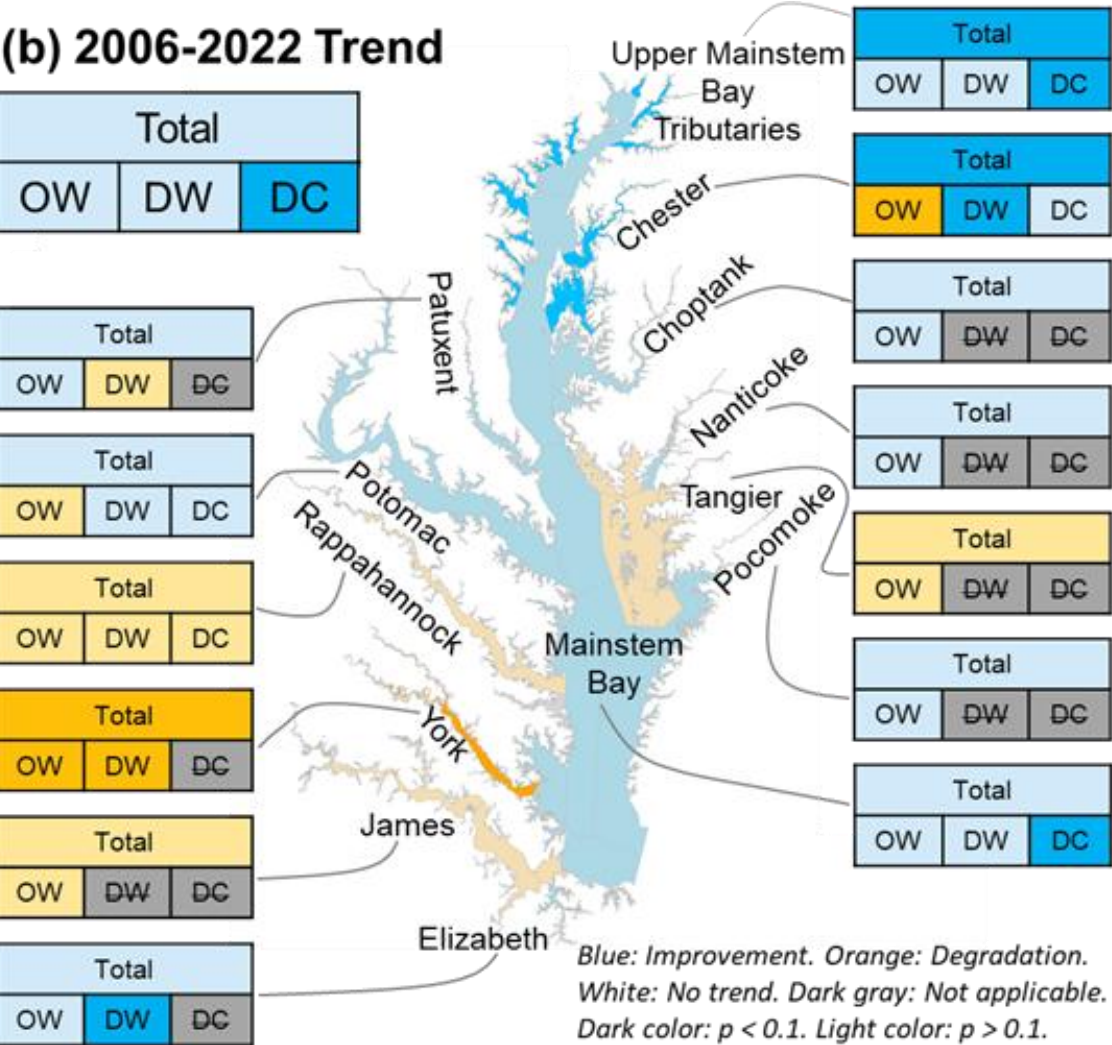 (b) 2006-2022 Trend
Total
OW DW DC
Upper Mainstem
Bay
Tributaries
Total
OW DW DC
Chester
Total
OW DW DC
Choptank
Total
OW DW DC
Nanticoke
Total
OW DW DC
Tangier
Total
OW DW DC
Pocomoke
Total
OW DW DC
Mainstem
Bay
Total
OW DW DC
Patuxent
Total
OW DW DC
Potomac
Total
OW DW DC
Rappahannock
Total
OW DW DC
York
Total
OW DW DC
James
Total
OW DW DC
Elizabeth
Total
OW DW DC
Blue: Improvement. Orange: Degradation.
White: No trend. Dark gray: Not applicable.
Dark color: p < 0.1. Light color: p > 0.1.